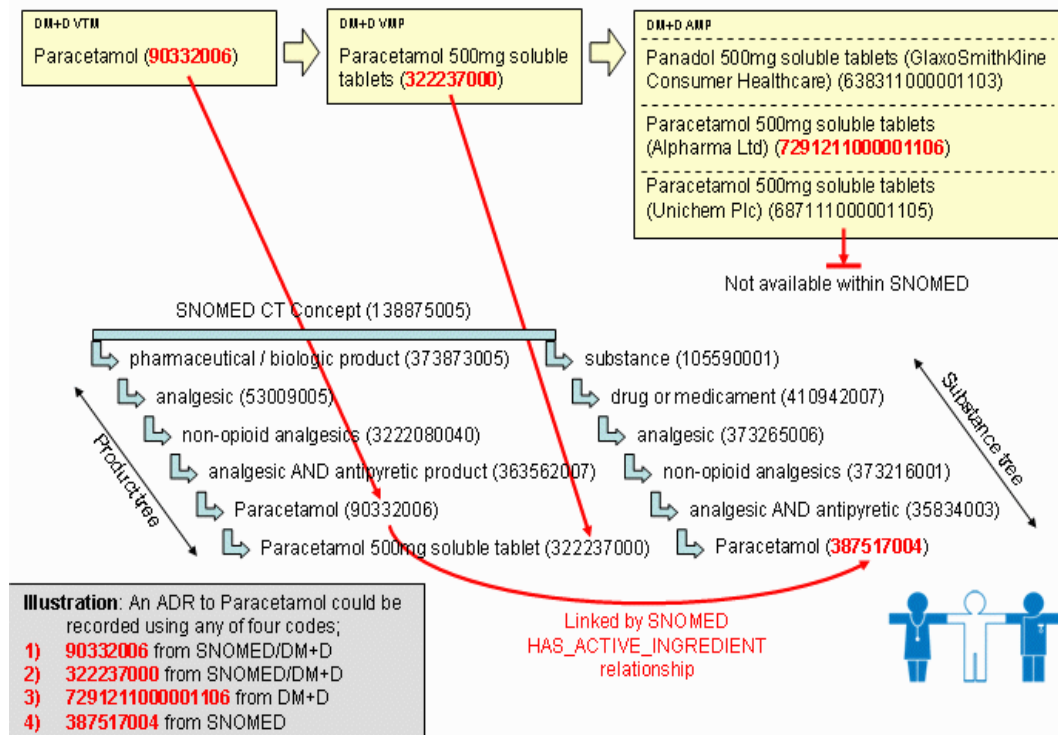 DM+D VTM
Paracetamol (90332006)
DM+D VMP
Paracetamol 500mg soluble
tablets (322237000)
DM+D AMP
Panadol 500mg soluble tablets (GlaxoSmithKline
Consumer Healthcare) (638311000001103)
Paracetamol 500mg soluble tablets
(Alpharma Ltd) (7291211000001106)
Paracetamol 500mg soluble tablets
(Unichem Plc) (687111000001105)
Not available within SNOMED
SNOMED CT Concept (138875005)
pharmaceutical / biologic product (373873005)
analgesic (53009005)
non-opioid analgesics (3222080040)
analgesic AND antipyretic product (363562007)
Paracetamol (90332006)
Paracetamol 500mg soluble tablet (322237000)
Product tree
substance (105590001)
drug or medicament (410942007)
analgesic (373265006)
non-opioid analgesics (373216001)
analgesic AND antipyretic (35834003)
Paracetamol (387517004)
Substance tree
Linked by SNOMED
HAS_ACTIVE_INGREDIENT
relationship
Illustration: An ADR to Paracetamol could be
recorded using any of four codes;
1) 90332006 from SNOMED/DM+D
2) 322237000 from SNOMED/DM+D
3) 7291211000001106 from DM+D
4) 387517004 from SNOMED